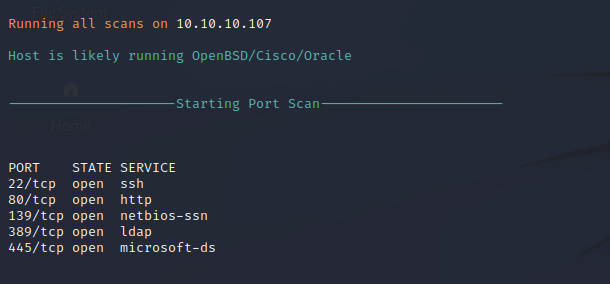 FileSystem
Running all scans on 10.10.10.107
Host is likely running OpenBSD/Cisco/Oracle
Starting Port Scan
Home
PORT    STATE SERVICE
22/tcp  open  ssh
80/tcp  open  http
139/tcp open  netbios-ssn
389/tcp open  ldap
445/tcp open  microsoft-ds